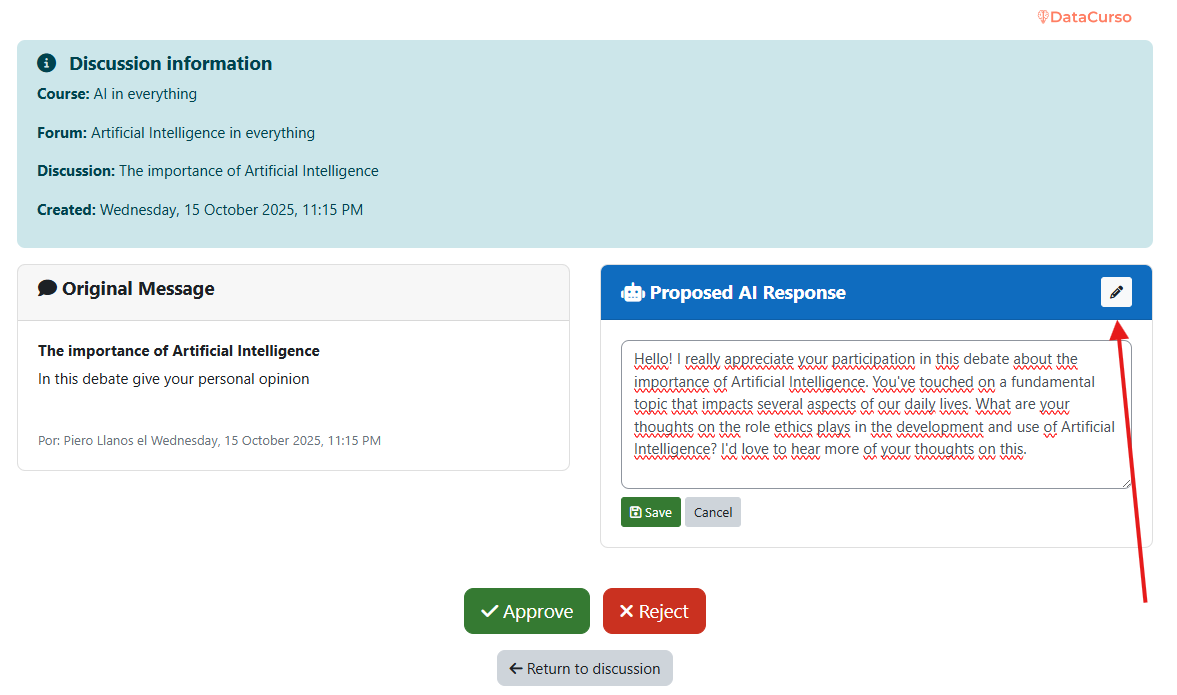 DataCurso
Discussion information
Course: AI in everything
Forum: Artificial Intelligence in everything
Discussion: The importance of Artificial Intelligence
Created: Wednesday, 15 October 2025, 11:15 PM
Original Message
The importance of Artificial Intelligence
In this debate give your personal opinion
Por: Piero Llanos el Wednesday, 15 October 2025, 11:15 PM
Proposed AI Response
Hello! I really appreciate your participation in this debate about the
importance of Artificial Intelligence. You've touched on a fundamental
topic that impacts several aspects of our daily lives. What are your
thoughts on the role ethics plays in the development and use of Artificial
Intelligence? I'd love to hear more of your thoughts on this.
Save
Cancel
Approve
Reject
Return to discussion